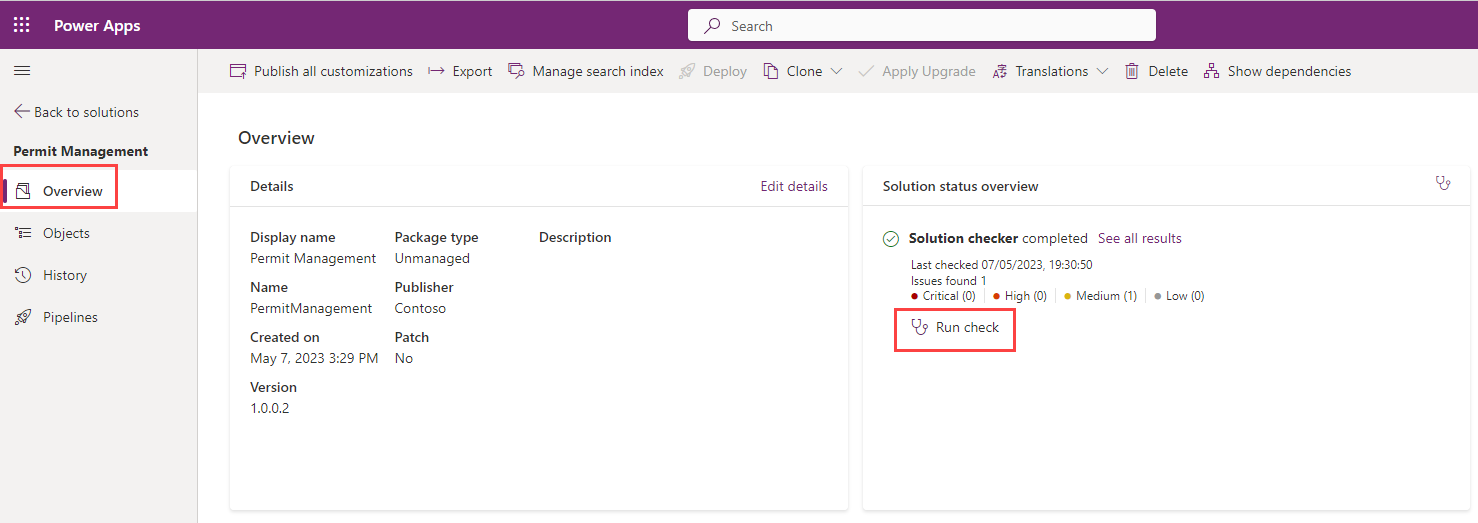 Power Apps
Search
Publish all customizations
Export
Manage search index
Deploy
Clone
Apply Upgrade
Translations
Delete
Show dependencies
Back to solutions
Permit Management
Overview
Objects
History
Pipelines
Overview
Details
Edit details
Display name
Permit Management
Package type
Unmanaged
Description
Name
PermitManagement
Publisher
Contoso
Created on
May 7, 2023 3:29 PM
Patch
No
Version
1.0.0.2
Solution status overview
Solution checker completed See all results
Last checked 07/05/2023, 19:30:50
Issues found 1
Critical (0) High (0) Medium (1) Low (0)
Run check